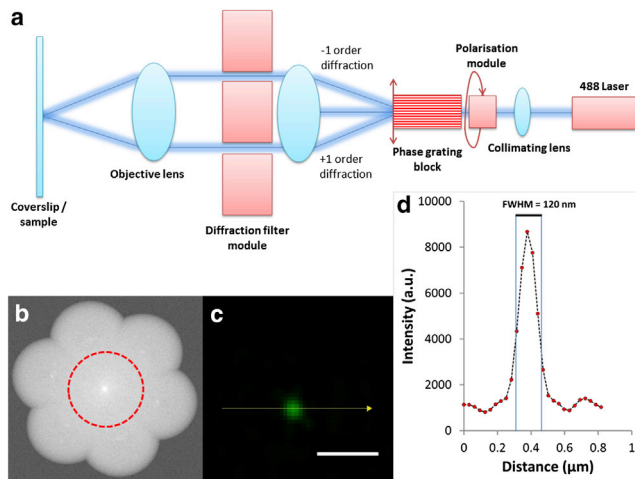 a
-1 order
diffraction
Polarisation
module
488 Laser
Objective lens
+1 order
diffraction
Phase grating
block
Collimating lens
Coverslip /
sample
Diffraction filter
module
d
FWHM = 120 nm
10000
8000
6000
4000
2000
0
Intensity (a.u.)
0
0.2
0.4
0.6
0.8
1
Distance (µm)
b
c